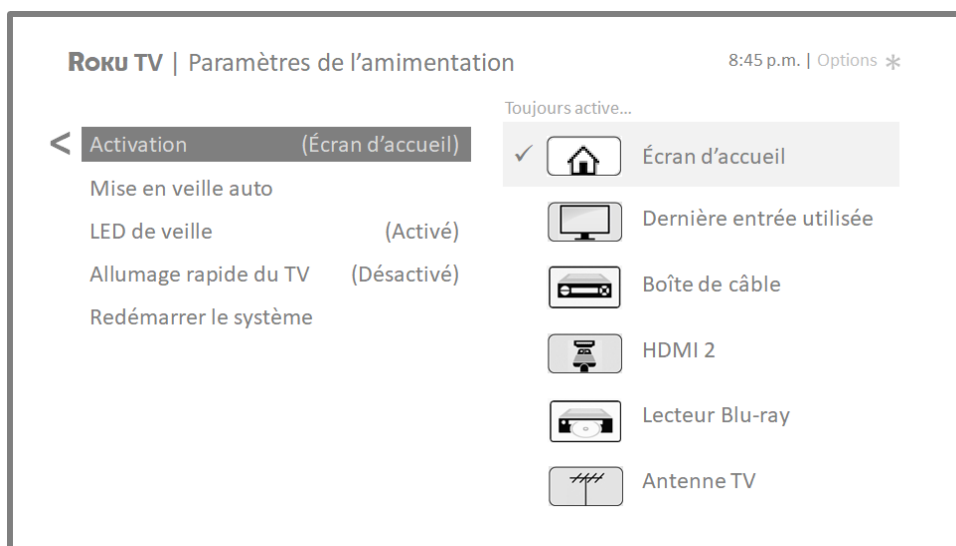 Roku TV | Paramètres de l’amimentation
8:45 p.m. | Options
Toujours active...
< Activation (Écran d’accueil)
Mise en veille auto
LED de veille (Activé)
Allumage rapide du TV (Désactivé)
Redémarrer le système
✓ Écran d’accueil
Dernière entrée utilisée
Boîte de câble
HDMI 2
Lecteur Blu-ray
Antenne TV